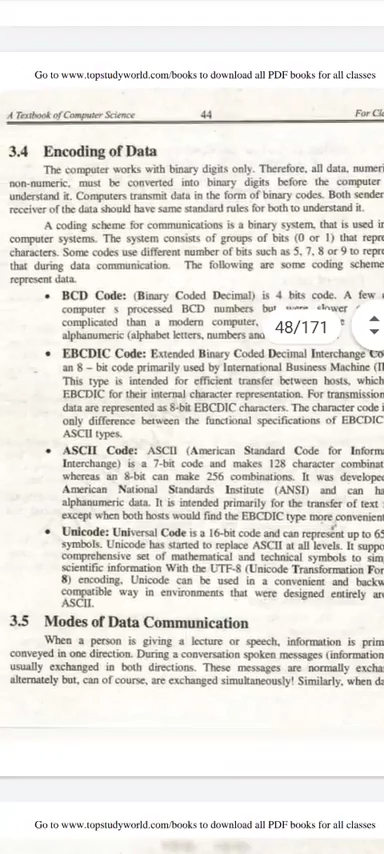 Go to www.topstudyworld.com/books to download all PDF books for all classes
A Textbook of Computer Science 44 For Cla
3.4 Encoding of Data
The computer works with binary digits only. Therefore, all data, numeri
non-numeric, must be converted into binary digits before the computer
understand it. Computers transmit data in the form of binary codes. Both sender
receiver of the data should have same standard rules for both to understand it.
A coding scheme for communications is a binary system, that is used in
computer systems. The system consists of groups of bits (0 or 1) that repre
characters. Some codes use different number of bits such as 5, 7, 8 or 9 to repre
that during data communication. The following are some coding scheme
represent data.
• BCD Code: (Binary Coded Decimal) is 4 bits code. A few
computer s processed BCD numbers but were slower
complicated than a modern computer,
alphanumeric (alphabet letters, numbers and
48/171
• EBCDIC Code: Extended Binary Coded Decimal Interchange Co
an 8 – bit code primarily used by International Business Machine (I
This type is intended for efficient transfer between hosts, which
EBCDIC for their internal character representation. For transmission
data are represented as 8-bit EBCDIC characters. The character code i
only difference between the functional specifications of EBCDIC
ASCII types.
• ASCII Code: ASCII (American Standard Code for Informa
Interchange) is a 7-bit code and makes 128 character combinat
whereas an 8-bit can make 256 combinations. It was develope
American National Standards Institute (ANSI) and can ha
alphanumeric data. It is intended primarily for the transfer of text
except when both hosts would find the EBCDIC type more convenient
• Unicode: Universal Code is a 16-bit code and can represent up to 65
symbols. Unicode has started to replace ASCII at all levels. It suppo
comprehensive set of mathematical and technical symbols to sim
scientific information With the UTF-8 (Unicode Transformation For
8) encoding, Unicode can be used in a convenient and backw
compatible way in environments that were designed entirely aro
ASCII.
3.5 Modes of Data Communication
When a person is giving a lecture or speech, information is prim
conveyed in one direction. During a conversation spoken messages (information
usually exchanged in both directions. These messages are normally excha
alternately but, can of course, are exchanged simultaneously! Similarly, when da
Go to www.topstudyworld.com/books to download all PDF books for all classes